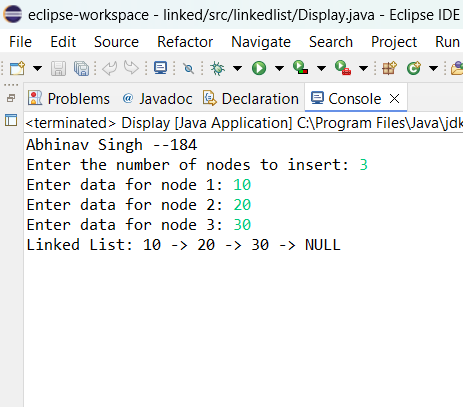 eclipse-workspace - linked/src/linkedlist/Display.java - Eclipse IDE
File Edit Source Refactor Navigate Search Project Run
Problems @ Javadoc Declaration Console
<terminated> Display [Java Application] C:\Program Files\Java\jdk
Abhinav Singh --184
Enter the number of nodes to insert: 3
Enter data for node 1: 10
Enter data for node 2: 20
Enter data for node 3: 30
Linked List: 10 -> 20 -> 30 -> NULL